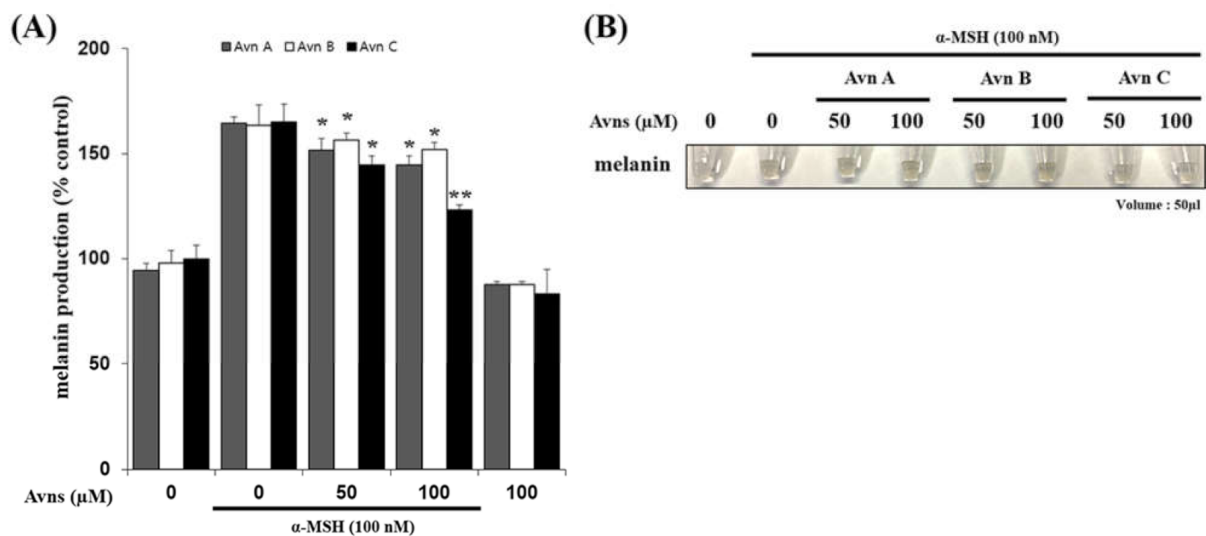 (A)
200
150
100
50
0
melanin production (% control)
Avn A Avn B Avn C
* * *
* * **
Avns (μM) 0 0 50 100 100
α-MSH (100 nM)
(B)
α-MSH (100 nM)
Avn A Avn B Avn C
Avns (μM) 0 0 50 100 50 100 50 100
melanin
Volume : 50μl